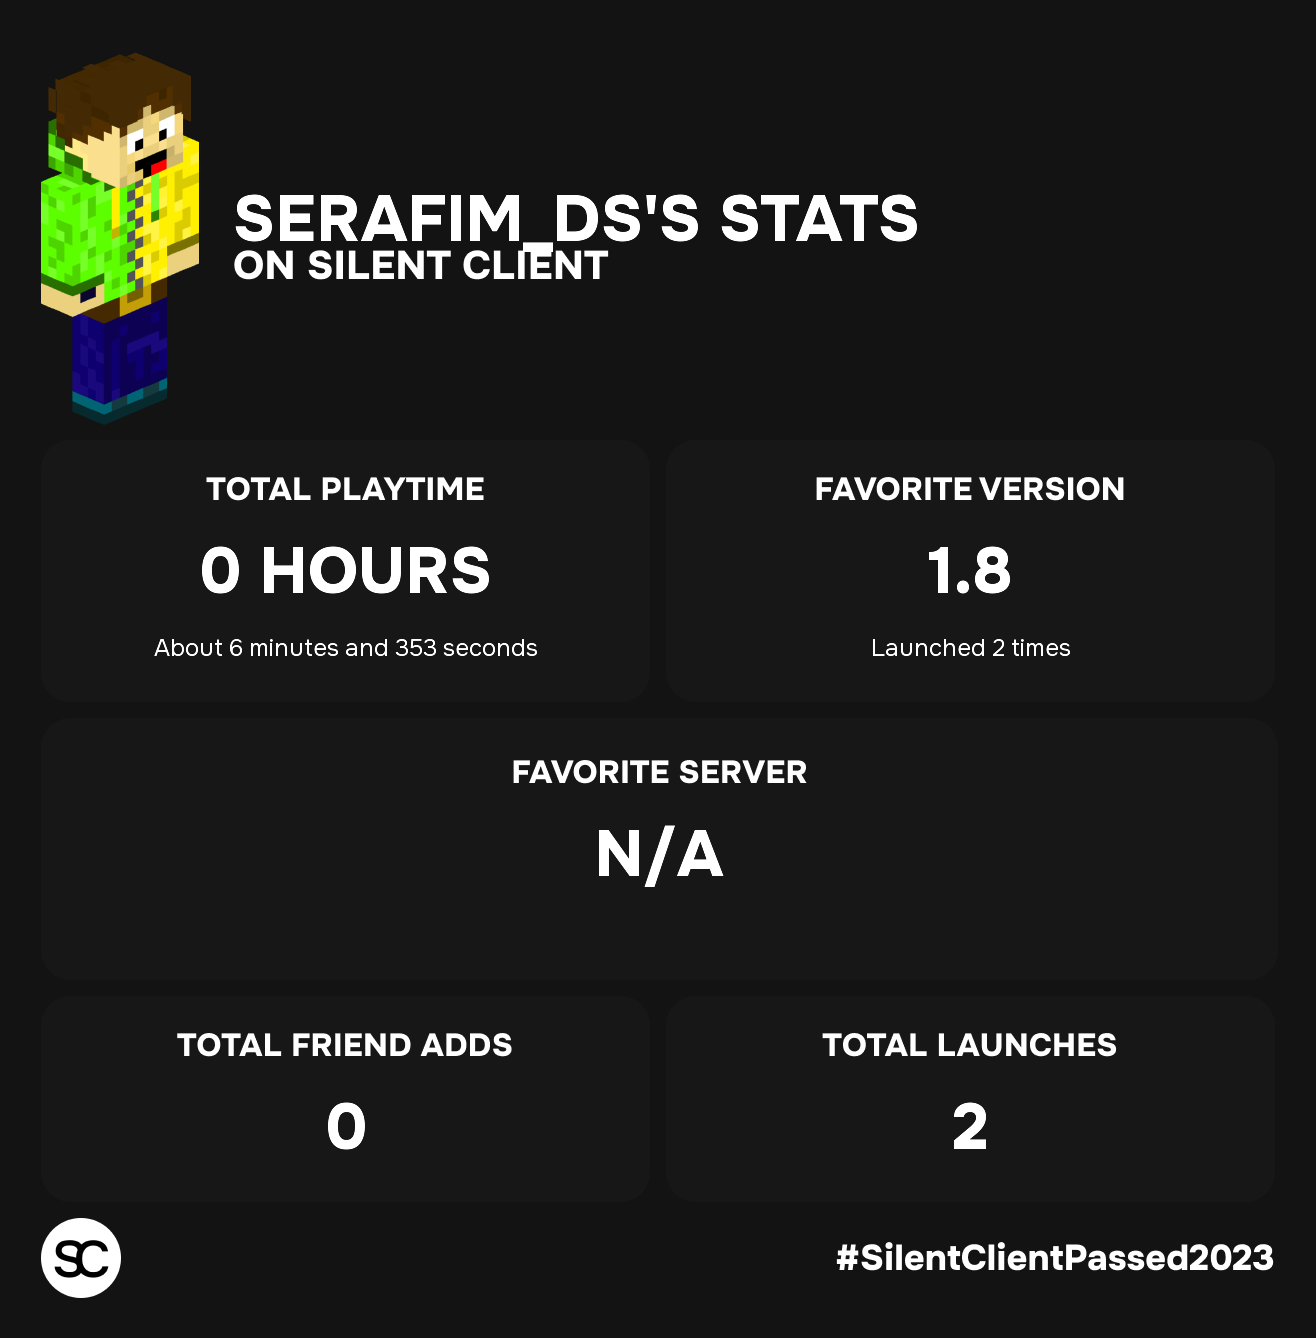 SERAFIM_DS'S STATS
ON SILENT CLIENT
TOTAL PLAYTIME
0 HOURS
About 6 minutes and 353 seconds
FAVORITE VERSION
1.8
Launched 2 times
FAVORITE SERVER
N/A
TOTAL FRIEND ADDS
0
TOTAL LAUNCHES
2
SC
#SilentClientPassed2023